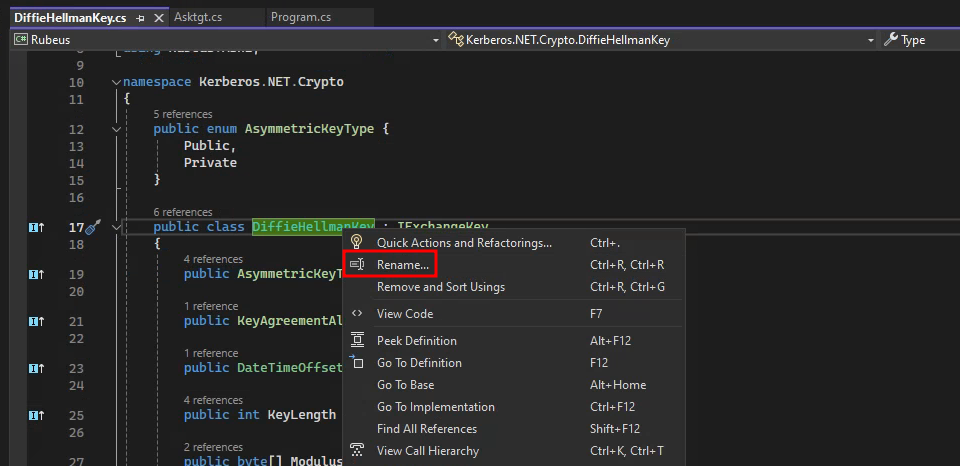 DiffieHellmanKey.cs Asktgt.cs Program.cs
Rubeus Kerberos.NET.Crypto.DiffieHellmanKey Type
9
10 namespace Kerberos.NET.Crypto
11 {
5 references
12 public enum AsymmetricKeyType {
13 Public,
14 Private
15 }
16
6 references
17 public class DiffieHellmanKey : IExchangeKey
18 {
Quick Actions and Refactorings... Ctrl+.
4 references
Rename... Ctrl+R, Ctrl+R
19 public AsymmetricKeyT
20
Remove and Sort Usings Ctrl+R, Ctrl+G
1 reference
View Code F7
21 public KeyAgreementAl
22
Peek Definition Alt+F12
1 reference
Go To Definition F12
23 public DateTimeOffset
24
Go To Base Alt+Home
4 references
Go To Implementation Ctrl+F12
25 public int KeyLength
26
Find All References Shift+F12
2 references
View Call Hierarchy Ctrl+K, Ctrl+T
27 public byte[] Modulus